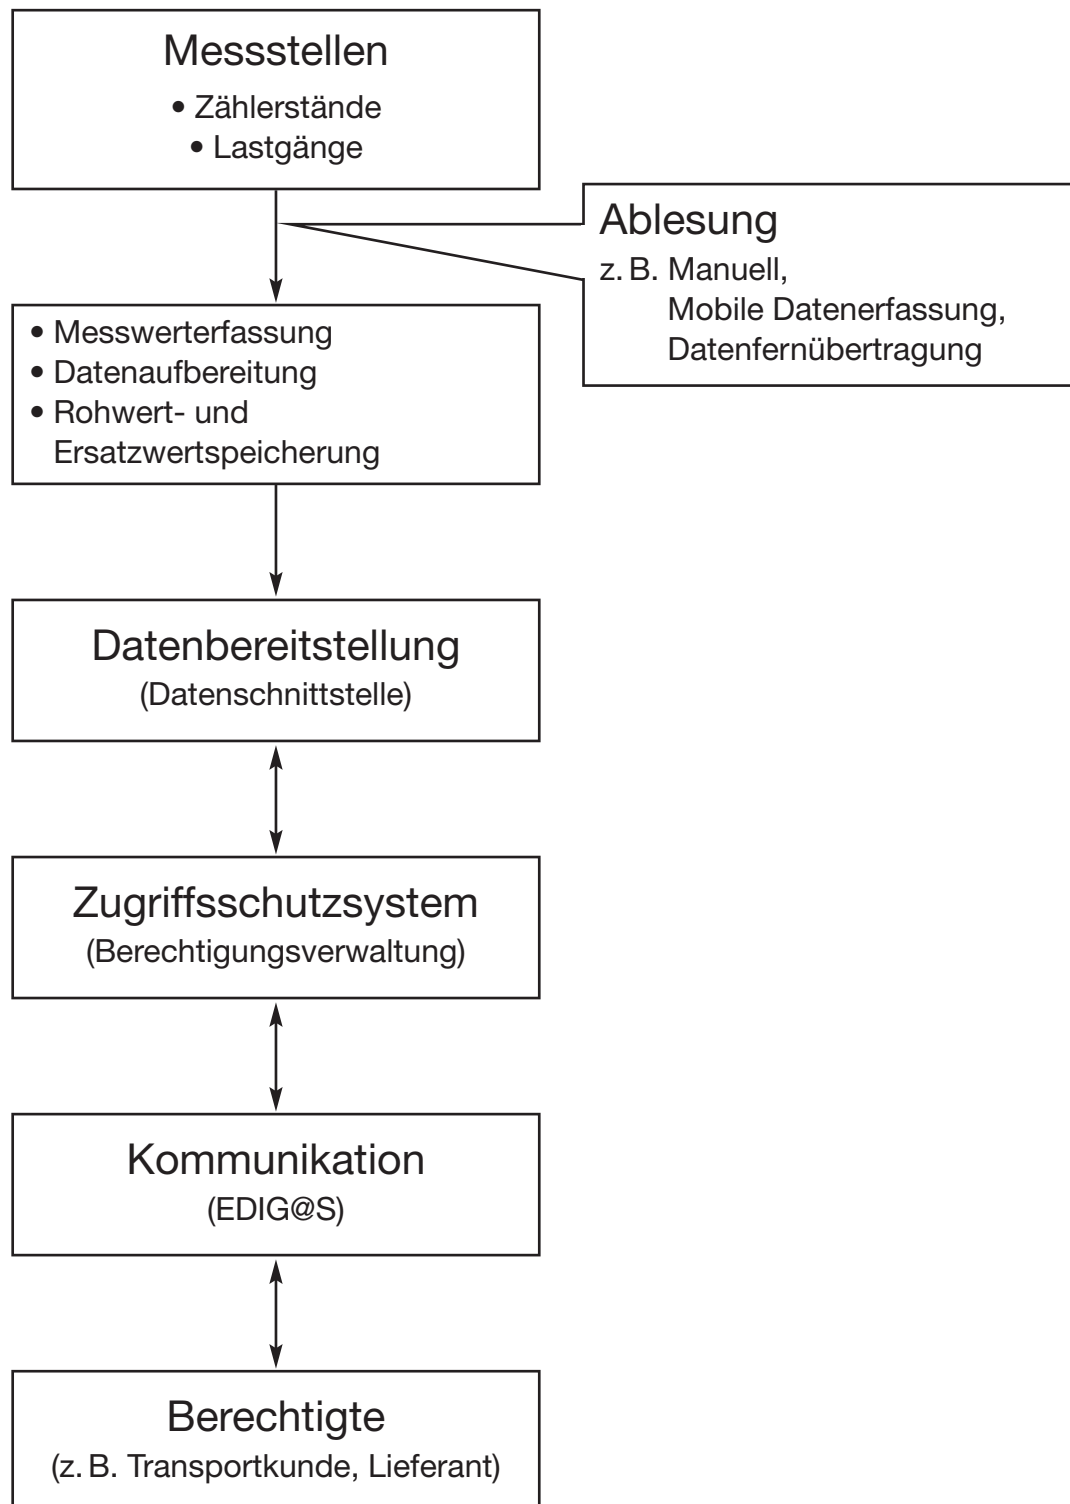 Messstellen
• Zählerstände
• Lastgänge
Ablesung
z. B. Manuell,
Mobile Datenerfassung,
Datenfernübertragung
• Messwerterfassung
• Datenaufbereitung
• Rohwert- und
Ersatzwertspeicherung
Datenbereitstellung
(Datenschnittstelle)
Zugriffsschutzsystem
(Berechtigungsverwaltung)
Kommunikation
(EDIG@S)
Berechtigte
(z. B. Transportkunde, Lieferant)